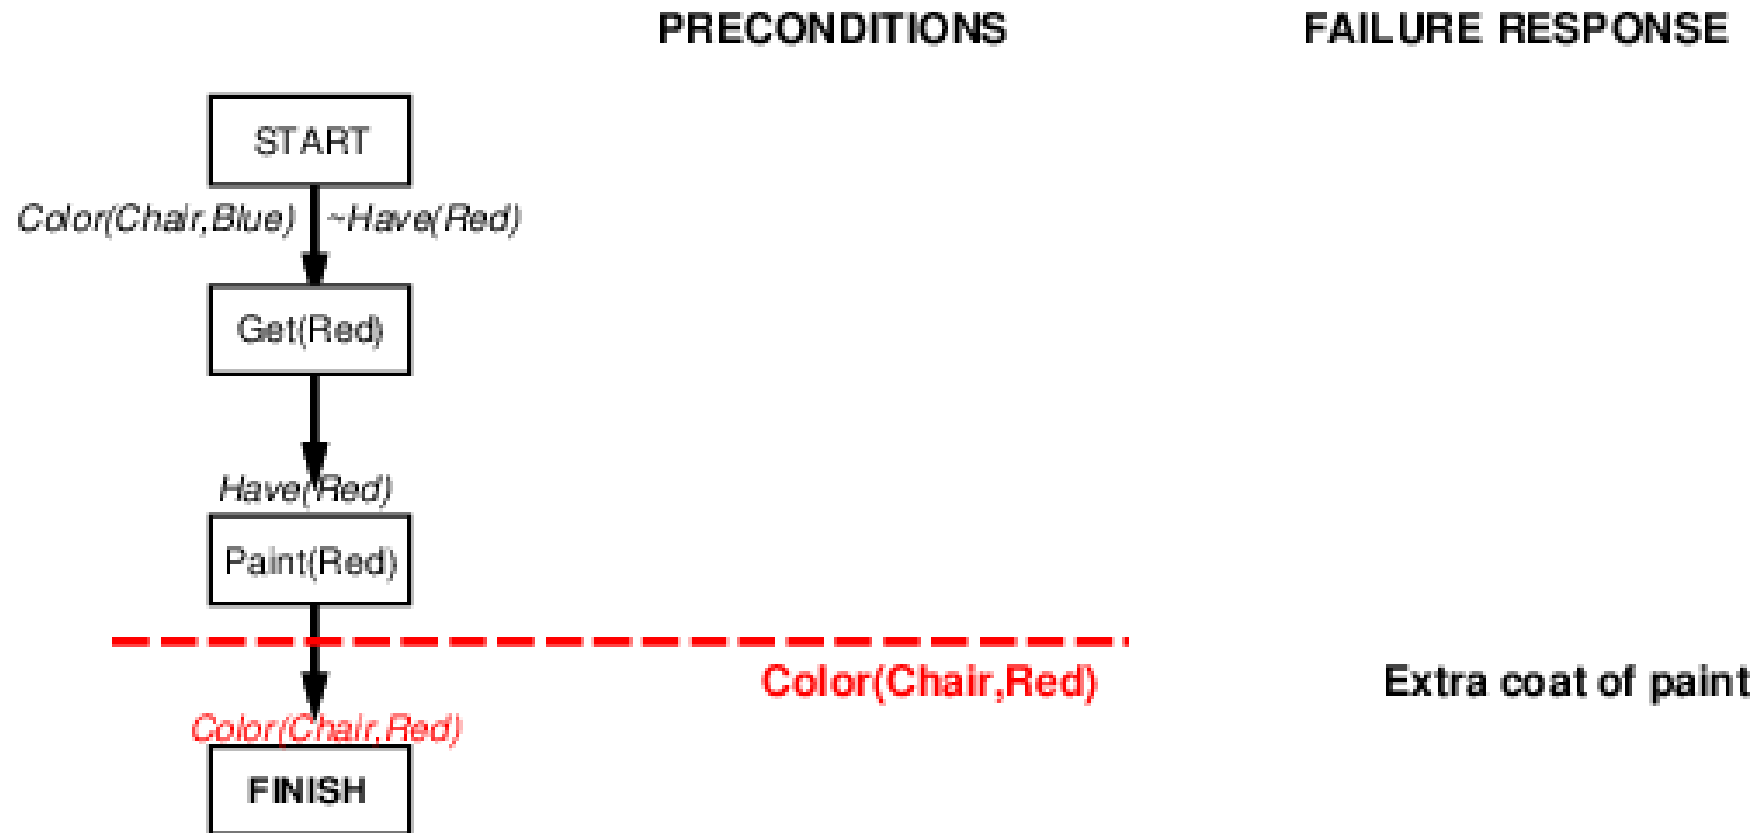 PRECONDITIONS FAILURE RESPONSE
START
Color(Chair,Blue) ~Have(Red)
Get(Red)
Have(Red)
Paint(Red)
Color(Chair,Red) Extra coat of paint
Color(Chair,Red)
FINISH